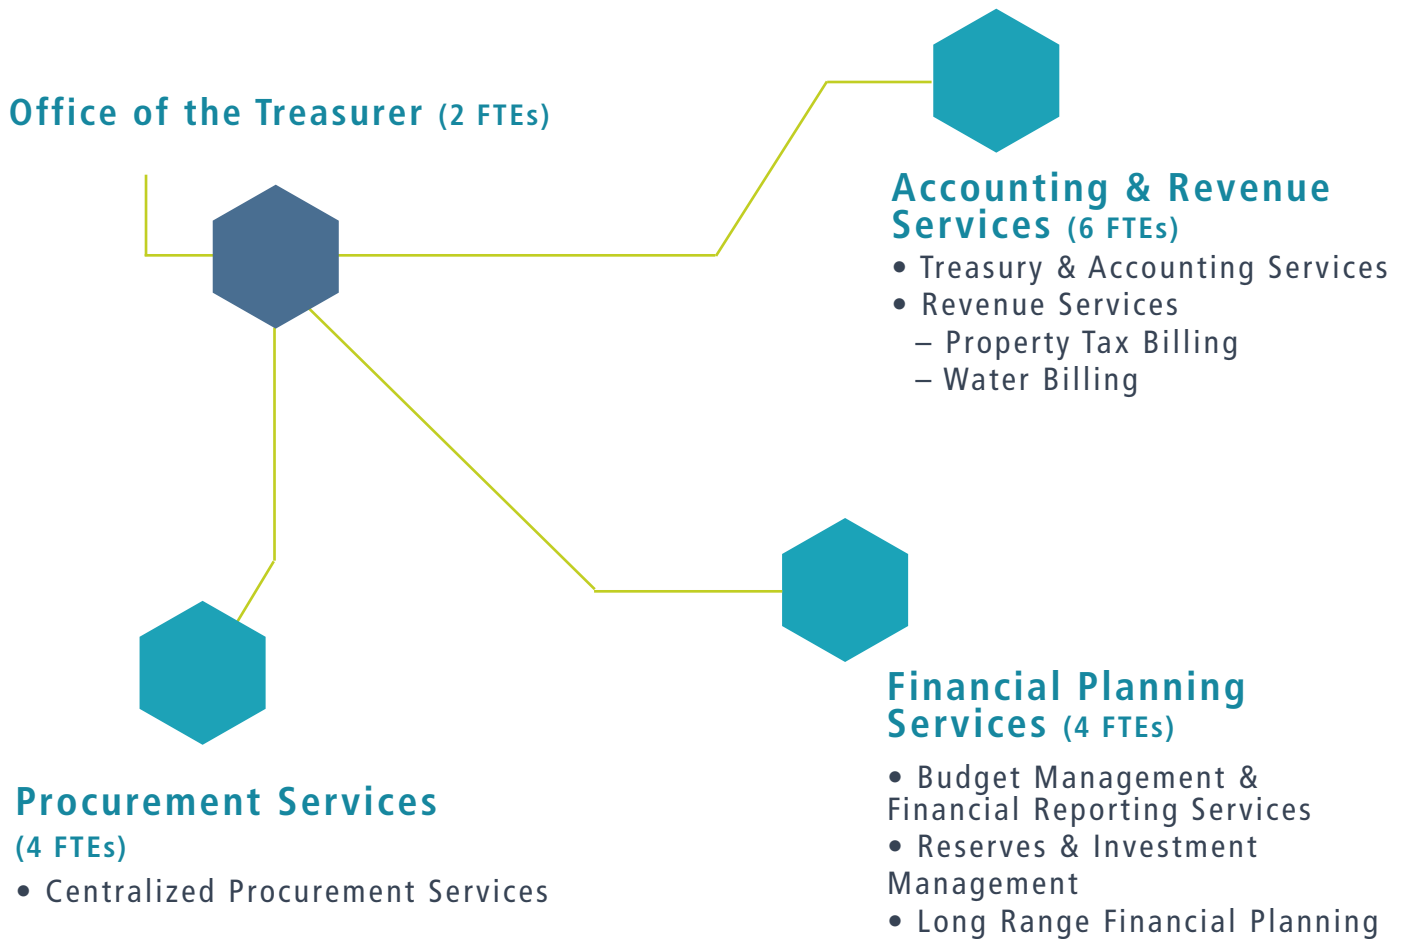 Office of the Treasurer (2 FTEs)
Accounting & Revenue
Services (6 FTEs)
• Treasury & Accounting Services
• Revenue Services
– Property Tax Billing
– Water Billing
Financial Planning
Services (4 FTEs)
• Budget Management &
Financial Reporting Services
• Reserves & Investment
Management
• Long Range Financial Planning
Procurement Services
(4 FTEs)
• Centralized Procurement Services